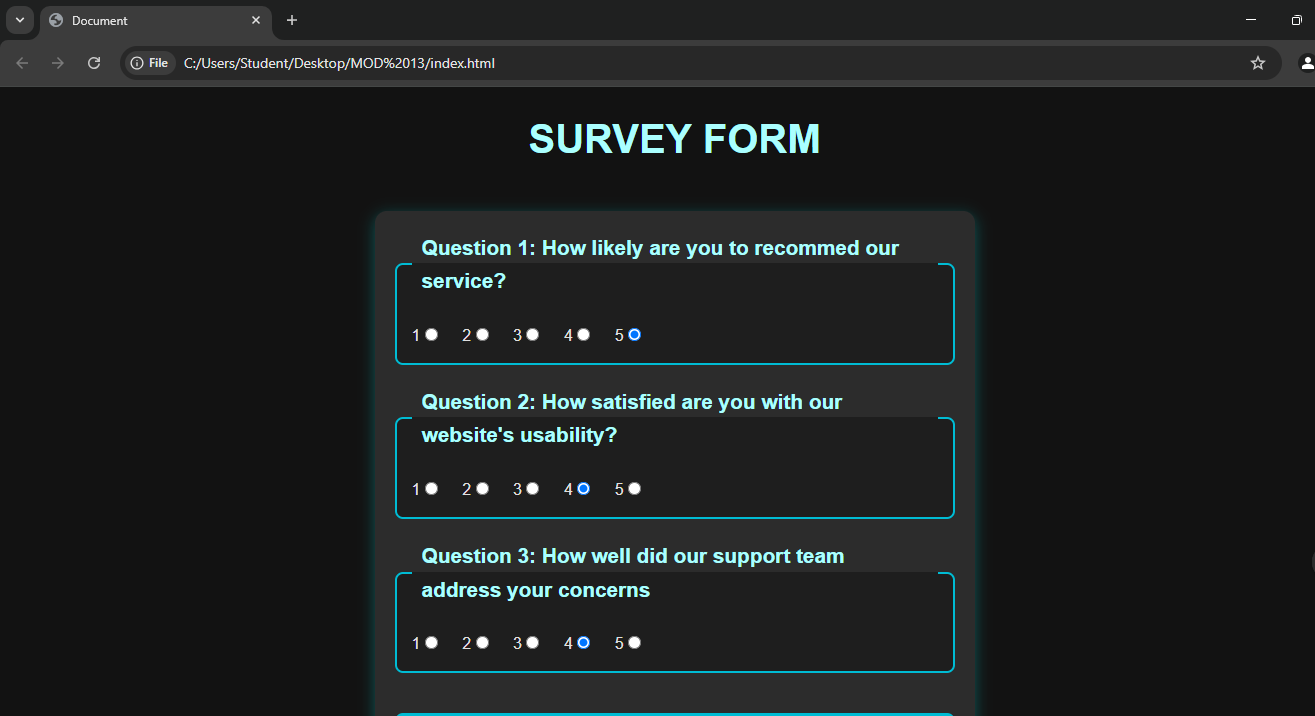 Document
File C:/Users/Student/Desktop/MOD%2013/index.html
SURVEY FORM
Question 1: How likely are you to recommed our
service?
1 2 3 4 5
Question 2: How satisfied are you with our
website's usability?
1 2 3 4 5
Question 3: How well did our support team
address your concerns
1 2 3 4 5